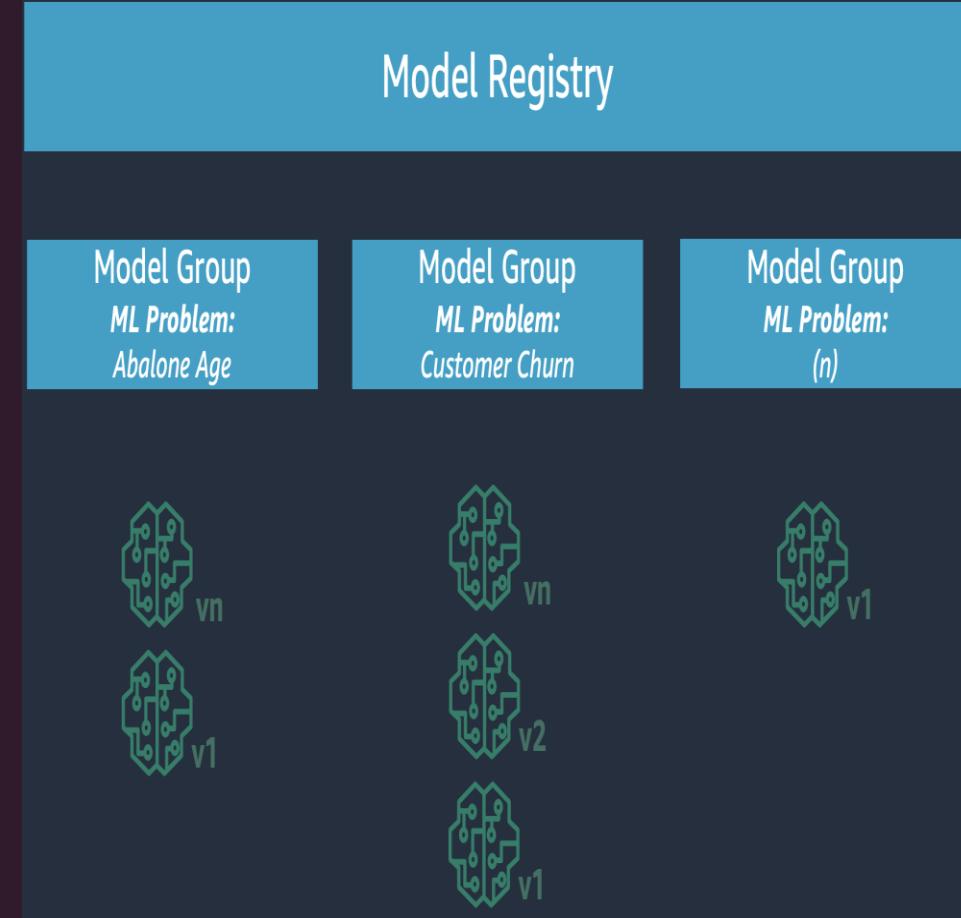 Model Registry
Model Group
ML Problem:
Abalone Age
Model Group
ML Problem:
Customer Churn
Model Group
ML Problem:
(n)
vn
v1
vn
v2
v1
v1